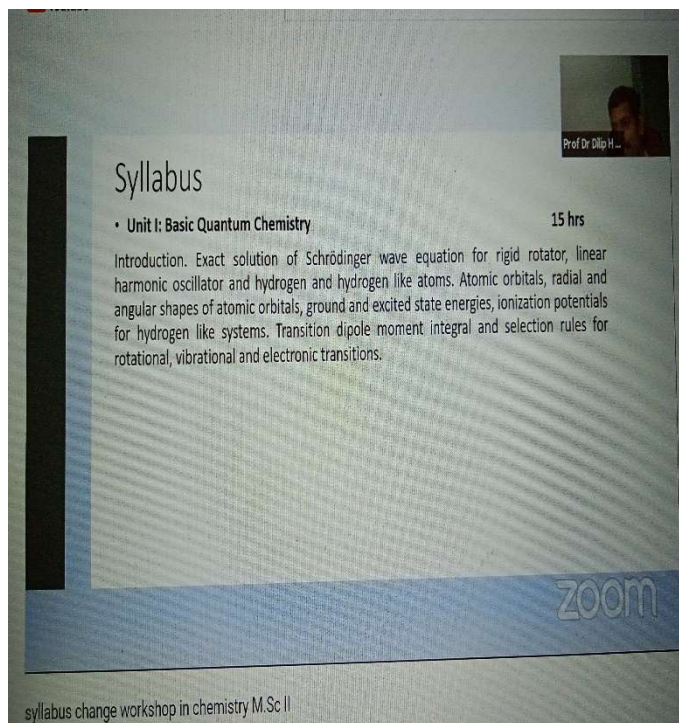 Prof Dr Dilip H...
Syllabus
• Unit I: Basic Quantum Chemistry 15 hrs
Introduction. Exact solution of Schrödinger wave equation for rigid rotator, linear
harmonic oscillator and hydrogen and hydrogen like atoms. Atomic orbitals, radial and
angular shapes of atomic orbitals, ground and excited state energies, ionization potentials
for hydrogen like systems. Transition dipole moment integral and selection rules for
rotational, vibrational and electronic transitions.
zoom
syllabus change workshop in chemistry M.Sc II